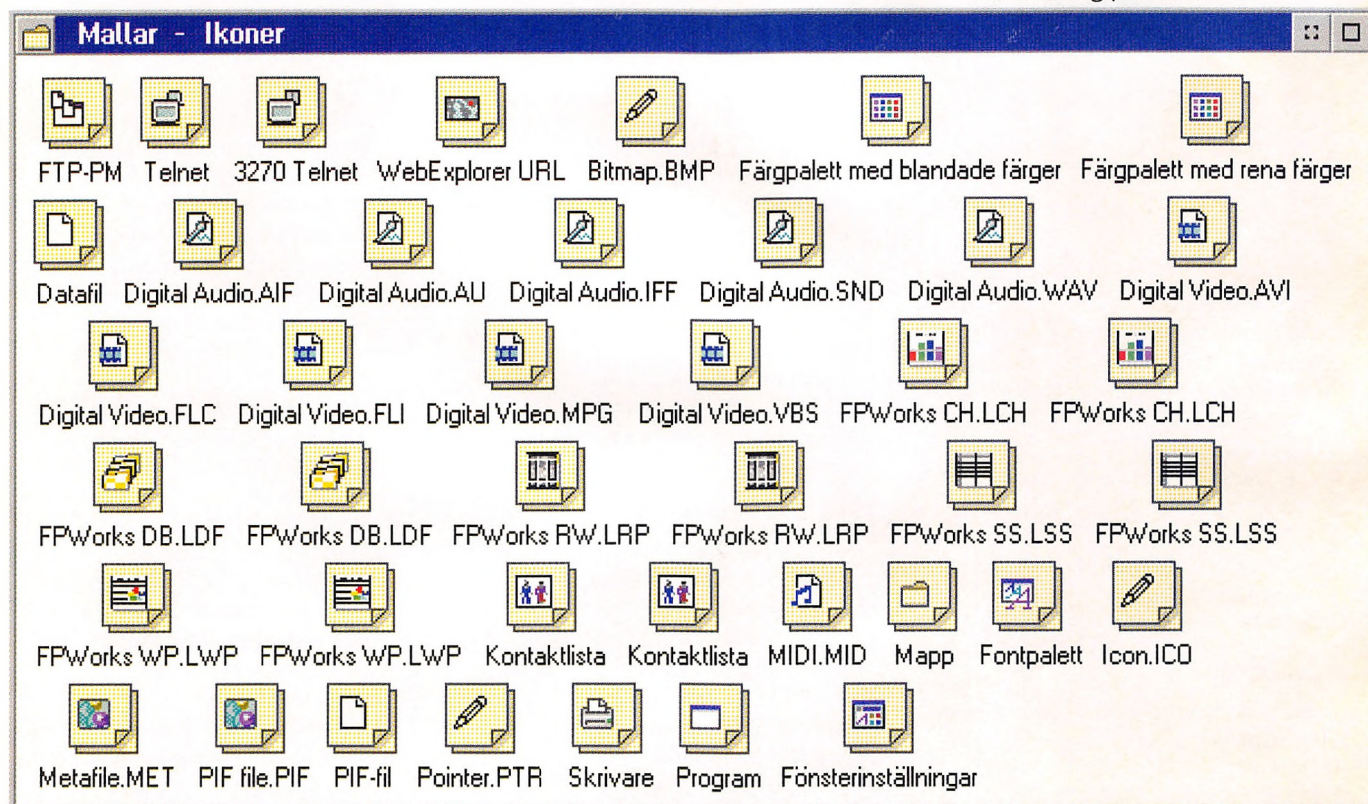 Mallar - Ikoner
FTP-PM Telnet 3270 Telnet WebExplorer URL Bitmap.BMP Färgpalett med blandade färger Färgpalett med rena färger
Datafil Digital Audio.AIF Digital Audio.AU Digital Audio.IFF Digital Audio.SND Digital Audio.WAV Digital Video.AVI
Digital Video.FLC Digital Video.FLI Digital Video.MPG Digital Video.VBS FPWorks CH.LCH FPWorks CH.LCH
FPWorks DB.LDF FPWorks DB.LDF FPWorks RW.LRP FPWorks RW.LRP FPWorks SS.LSS FPWorks SS.LSS
FPWorks WP.LWP FPWorks WP.LWP Kontaktlista Kontaktlista MIDI.MID Mapp Fontpalett Icon.ICO
Metafile.MET PIF file.PIF PIF-fil Pointer.PTR Skrivare Program Fönsterinställningar